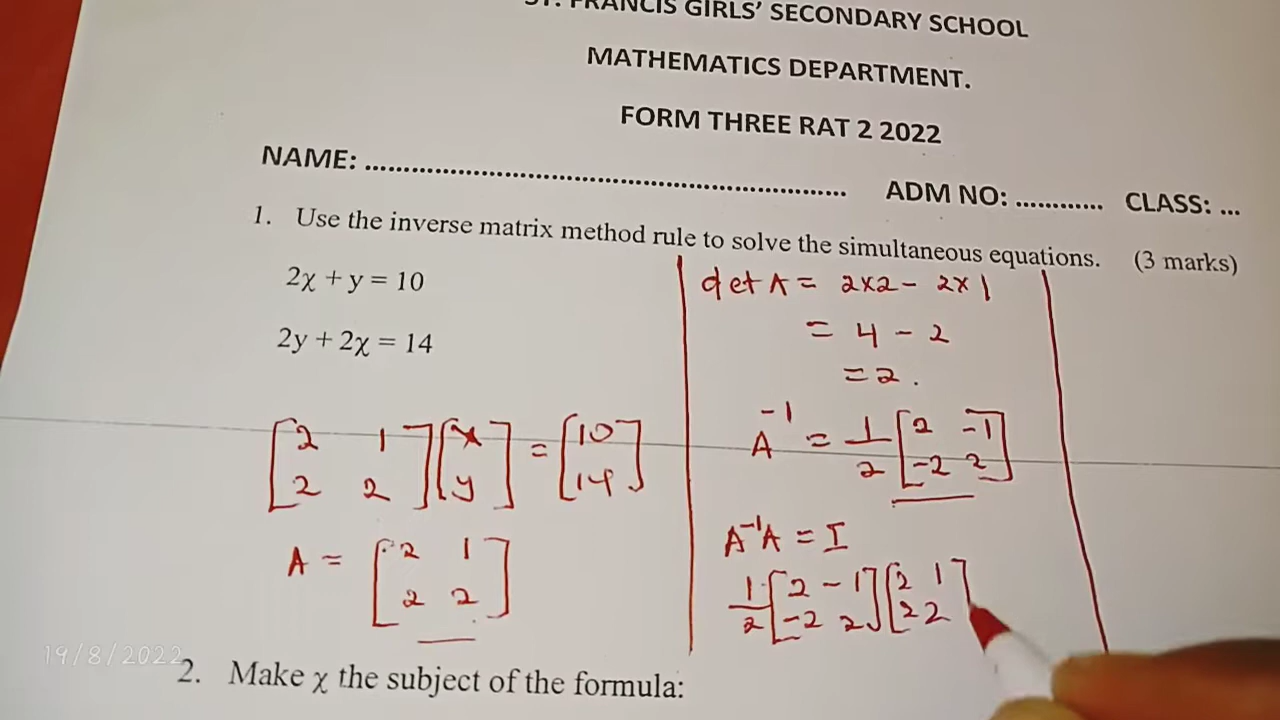 ST. FRANCIS GIRLS' SECONDARY SCHOOL
MATHEMATICS DEPARTMENT.
FORM THREE RAT 2 2022
NAME: ........................................................................ ADM NO: ............ CLASS: ...
1. Use the inverse matrix method rule to solve the simultaneous equations. (3 marks)
2χ + y = 10
2y + 2χ = 14
[2 1
2 2] [x
y] = [10
14]
A = [2 1
2 2]
det A = 2x2 - 2x1
= 4 - 2
= 2.
A⁻¹ = 1/2 [2 -1
-2 2]
A⁻¹A = I
1/2 [2 -1
-2 2] [2 1
2 2]
19/8/2022
2. Make χ the subject of the formula: